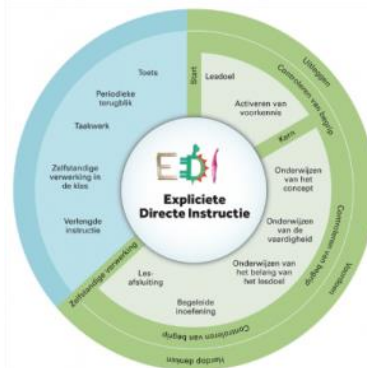 Toets
Periodieke
terugblik
Taakwerk
Zelfstandige
verwerking in
de klas
Verlengde
instructie
Start
Lesdoel
Activeren van
voorkennis
Kern
Onderwijzen
van het
concept
Onderwijzen
van de
vaardigheid
Onderwijzen van
het belang van
het lesdoel
Begeleide
inoefening
Les-
afsluiting
Zelfstandige verwerking
EDI
Expliciete
Directe Instructie
Controleren van begrip
Controleren van begrip
Controleren van begrip
Uitleggen
Voordoen
Hardop denken